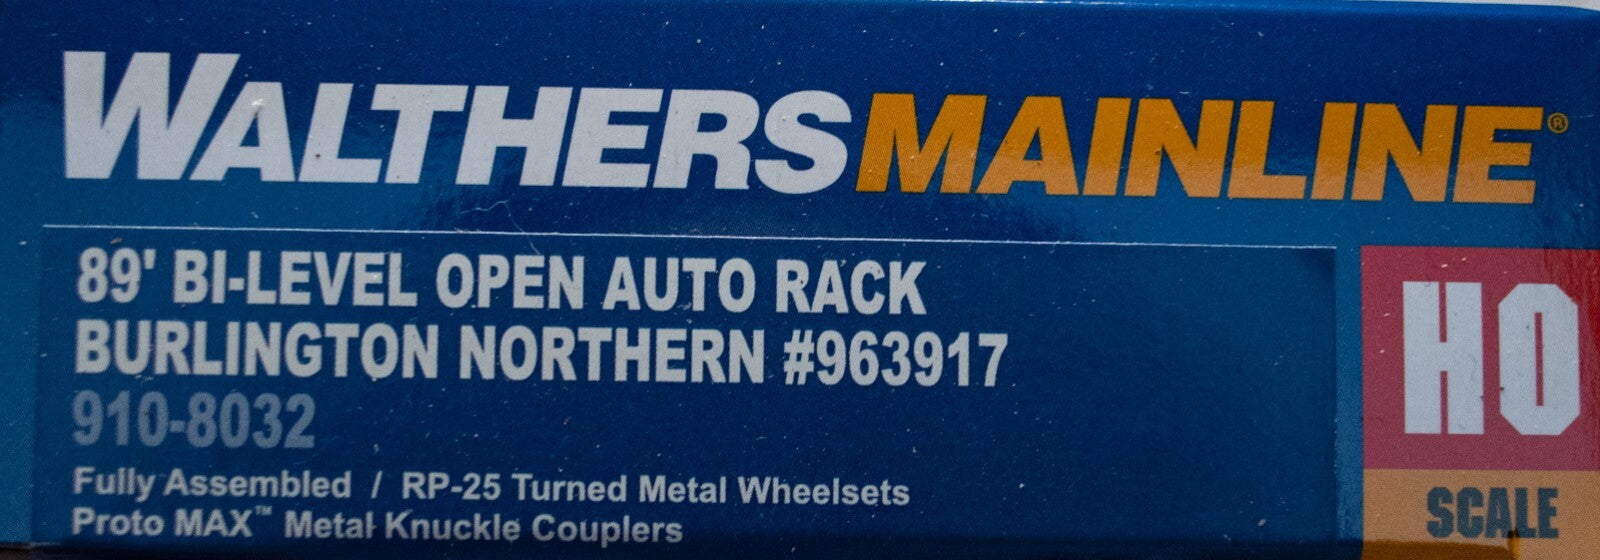 WALTHERSMAINLINE®
89' BI-LEVEL OPEN AUTO RACK
BURLINGTON NORTHERN #963917
910-8032
Fully Assembled / RP-25 Turned Metal Wheelsets
Proto MAX™ Metal Knuckle Couplers
HO
SCALE